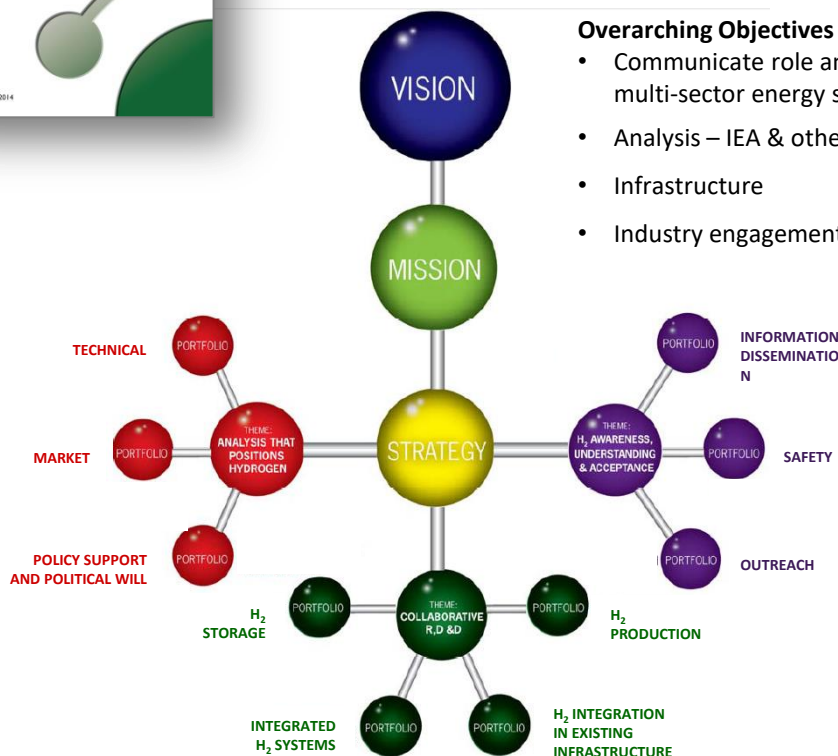 2014
Overarching Objectives
• Communicate role an
multi-sector energy s
• Analysis – IEA & othe
• Infrastructure
• Industry engagement
VISION
MISSION
STRATEGY
TECHNICAL
PORTFOLIO
MARKET
PORTFOLIO
POLICY SUPPORT
AND POLITICAL WILL
PORTFOLIO
THEME:
ANALYSIS THAT
POSITIONS
HYDROGEN
THEME:
H₂ AWARENESS,
UNDERSTANDING
& ACCEPTANCE
PORTFOLIO
INFORMATION
DISSEMINATIO
N
PORTFOLIO
SAFETY
PORTFOLIO
OUTREACH
THEME:
COLLABORATIVE
R,D &D
H₂
STORAGE
PORTFOLIO
PORTFOLIO
H₂
PRODUCTION
INTEGRATED
H₂ SYSTEMS
PORTFOLIO
PORTFOLIO
H₂ INTEGRATION
IN EXISTING
INFRASTRUCTURE